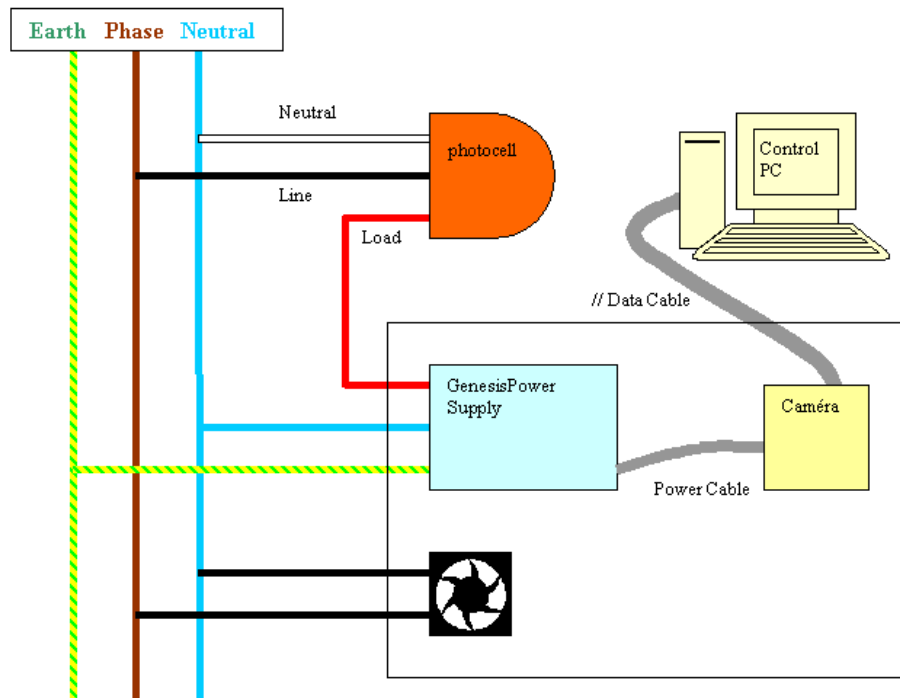 Earth Phase Neutral
Neutral
photocell
Control
PC
Line
Load
// Data Cable
GenesisPower
Supply
Caméra
Power Cable